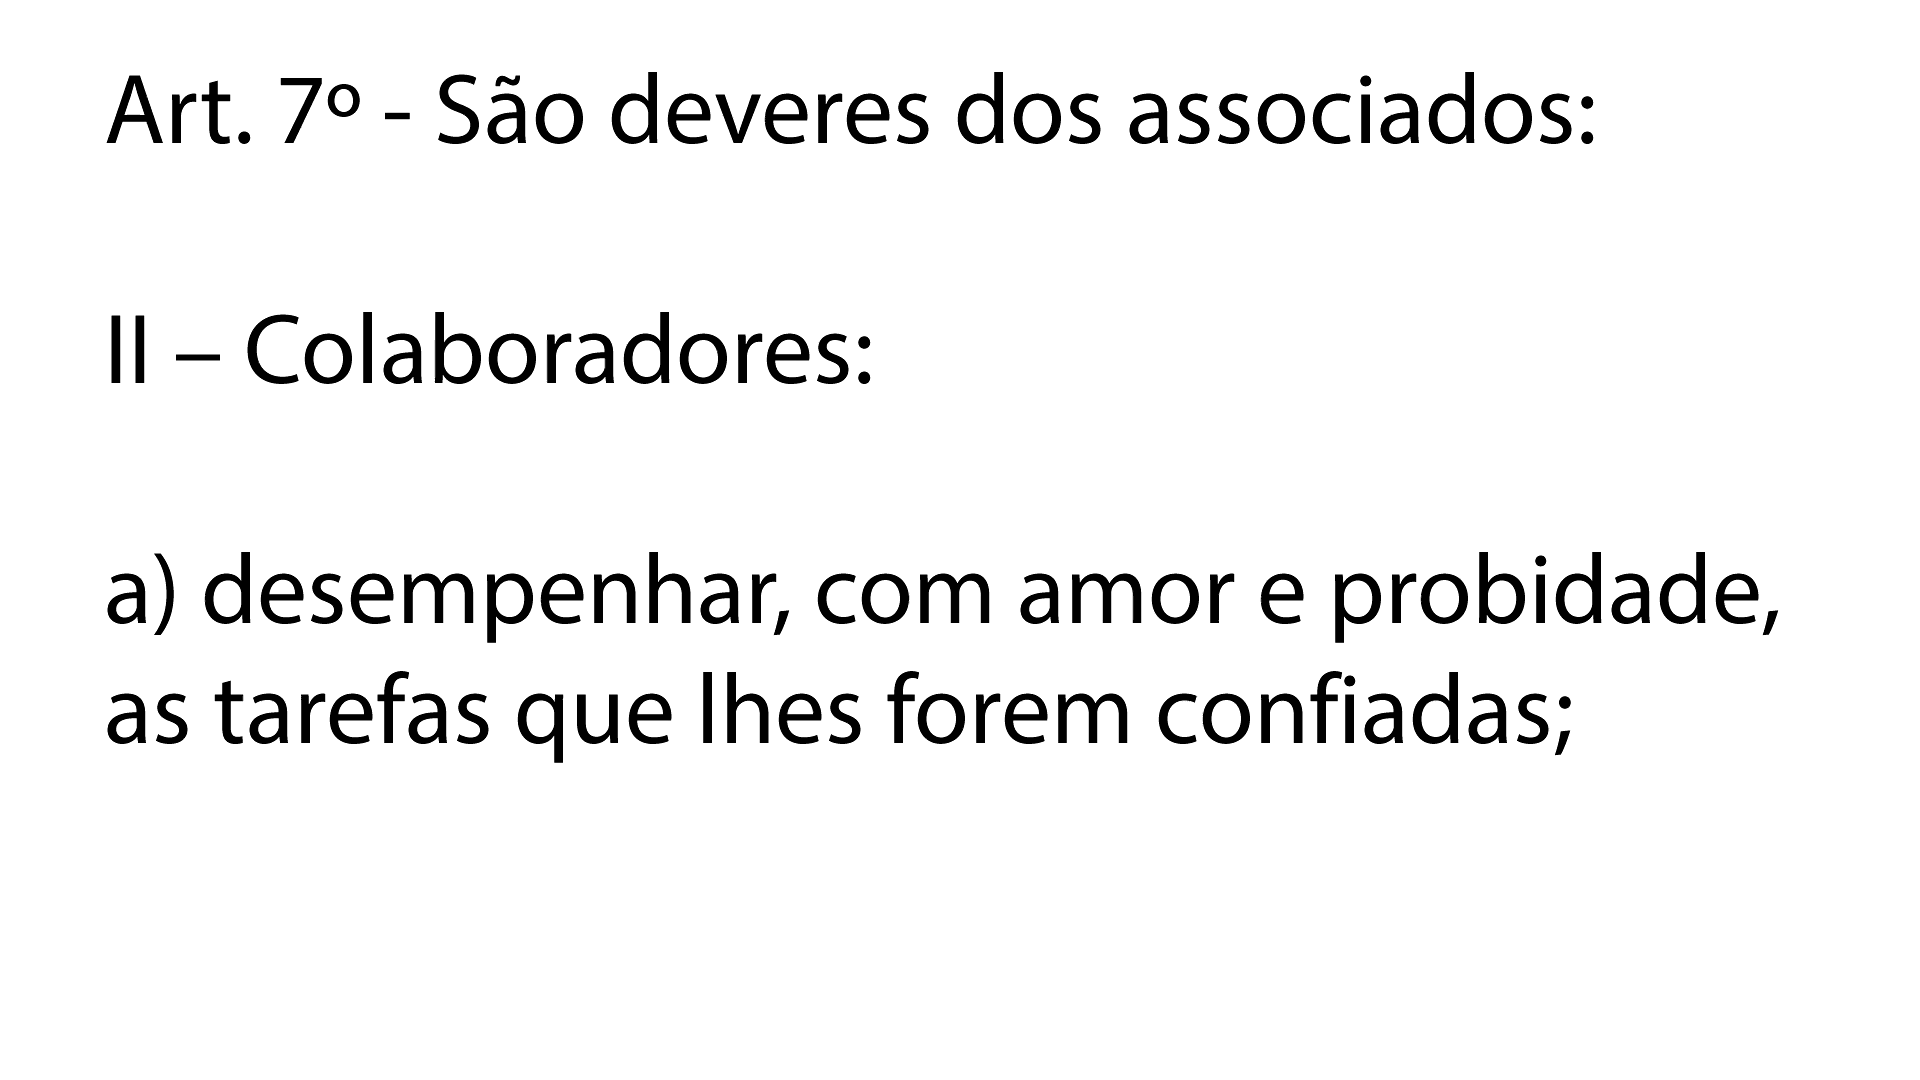 Art. 7º - São deveres dos associados:
II – Colaboradores:
a) desempenhar, com amor e probidade,
as tarefas que lhes forem confiadas;